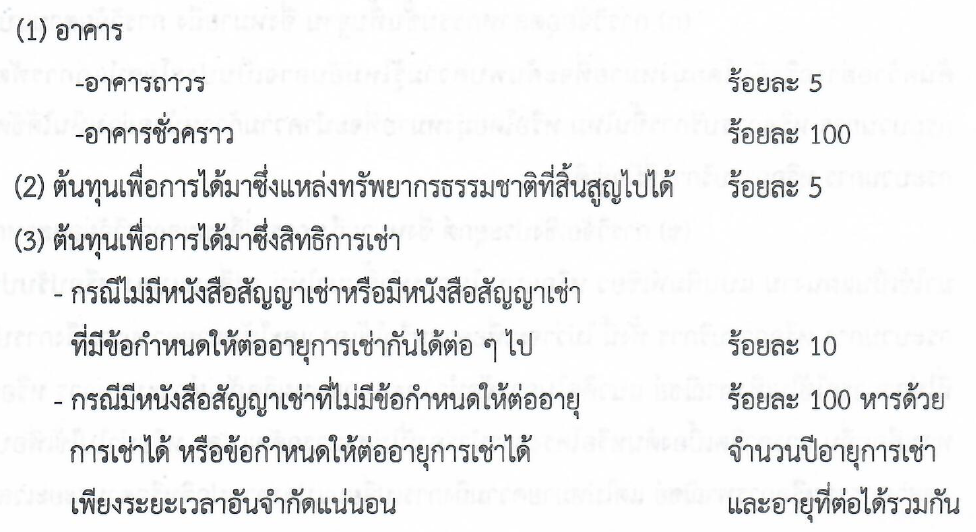 (1) อาคาร
-อาคารถาวร ร้อยละ 5
-อาคารชั่วคราว ร้อยละ 100
(2) ต้นทุนเพื่อการได้มาซึ่งแหล่งทรัพยากรธรรมชาติที่สิ้นสูญไปได้ ร้อยละ 5
(3) ต้นทุนเพื่อการได้มาซึ่งสิทธิการเช่า
- กรณีไม่มีหนังสือสัญญาเช่าหรือมีหนังสือสัญญาเช่า
ที่มีข้อกำหนดให้ต่ออายุการเช่ากันได้ต่อ ๆ ไป ร้อยละ 10
- กรณีมีหนังสือสัญญาเช่าที่ไม่มีข้อกำหนดให้ต่ออายุ ร้อยละ 100 หารด้วย
การเช่าได้ หรือข้อกำหนดให้ต่ออายุการเช่าได้ จำนวนปีอายุการเช่า
เพียงระยะเวลาอันจำกัดแน่นอน และอายุที่ต่อได้รวมกัน